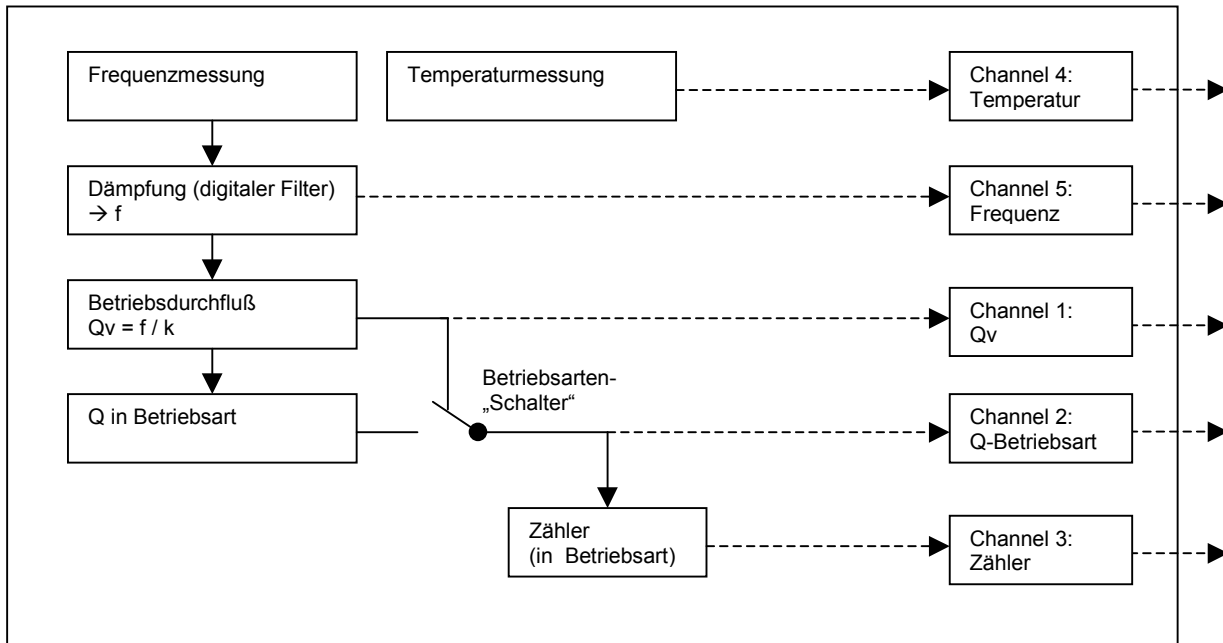 Frequenzmessung
Temperaturmessung
Channel 4:
Temperatur
Dämpfung (digitaler Filter)
→ f
Channel 5:
Frequenz
Betriebsdurchfluß
Qv = f / k
Channel 1:
Qv
Betriebsarten-
„Schalter“
Q in Betriebsart
Channel 2:
Q-Betriebsart
Zähler
(in Betriebsart)
Channel 3:
Zähler